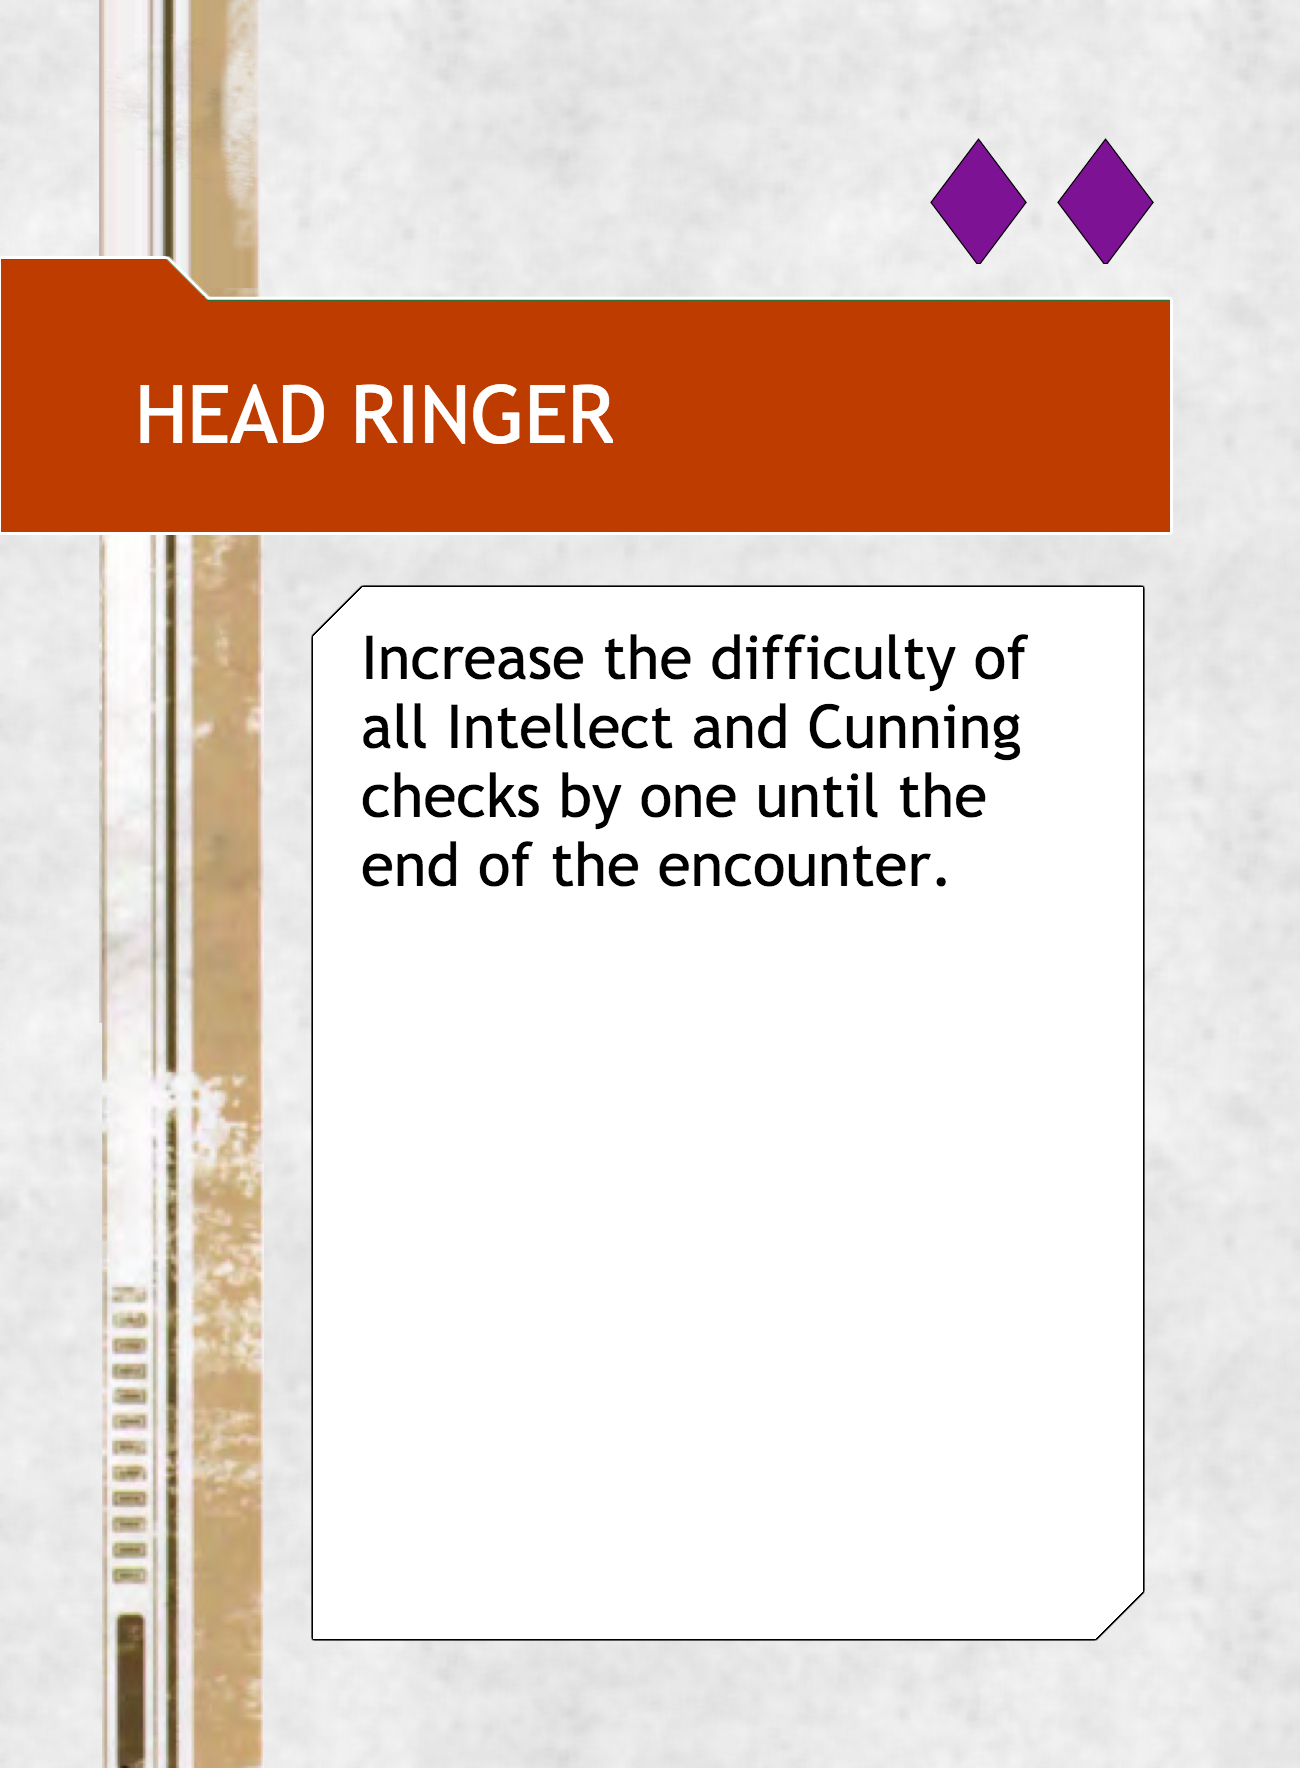 HEAD RINGER
Increase the difficulty of
all Intellect and Cunning
checks by one until the
end of the encounter.